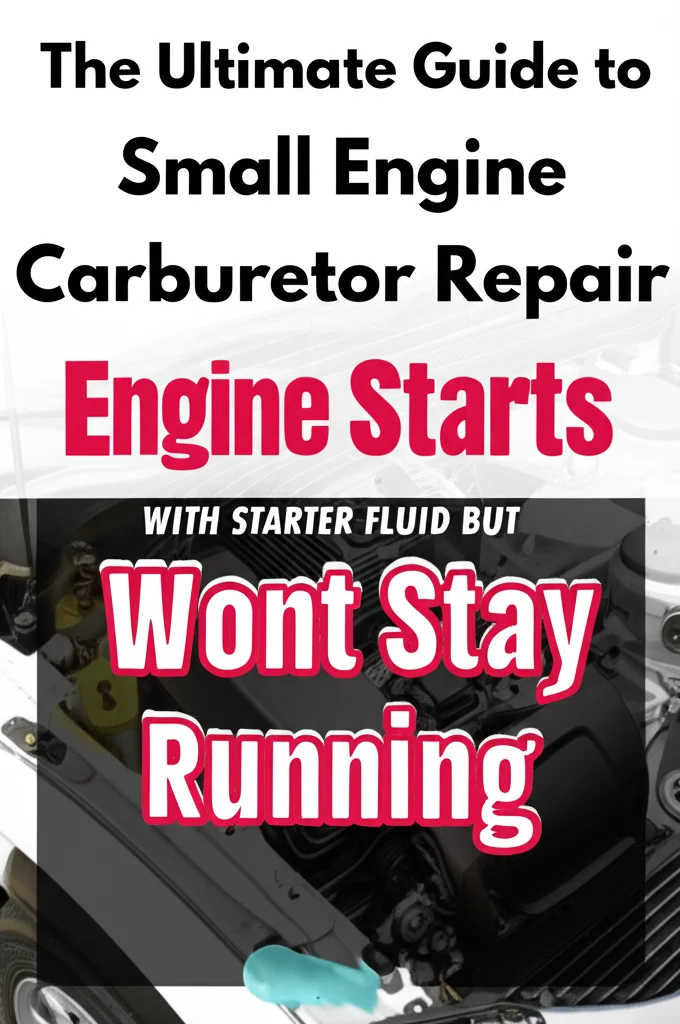 The Ultimate Guide to
Small Engine
Carburetor Repair
Engine Starts
WITH STARTER FLUID BUT
Wont Stay
Running